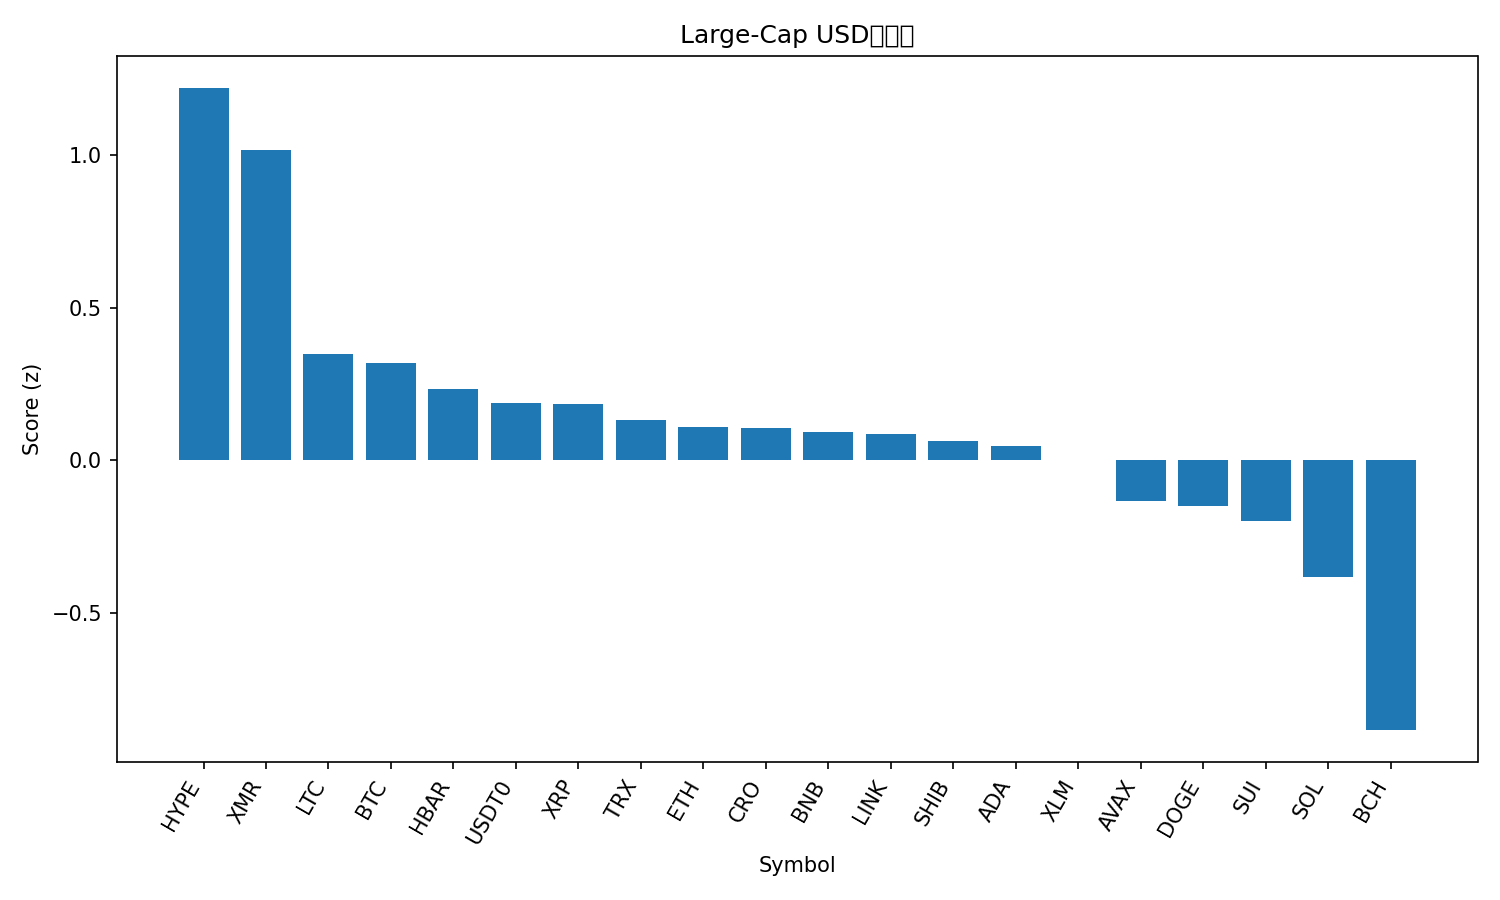 Large-Cap USD
1.0
0.5
0.0
−0.5
Score (z)
HYPE
XMR
LTC
BTC
HBAR
USDT0
XRP
TRX
ETH
CRO
BNB
LINK
SHIB
ADA
XLM
AVAX
DOGE
SUI
SOL
BCH
Symbol